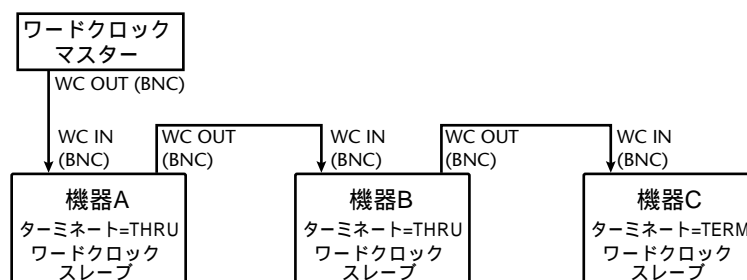 ワードクロック
マスター
WC OUT (BNC)
WC IN
(BNC)
WC OUT
(BNC)
WC IN
(BNC)
WC OUT
(BNC)
WC IN
(BNC)
機器A
ターミネート=THRU
ワードクロック
スレーブ
機器B
ターミネート=THRU
ワードクロック
スレーブ
機器C
ターミネート=TERM
ワードクロック
スレーブ